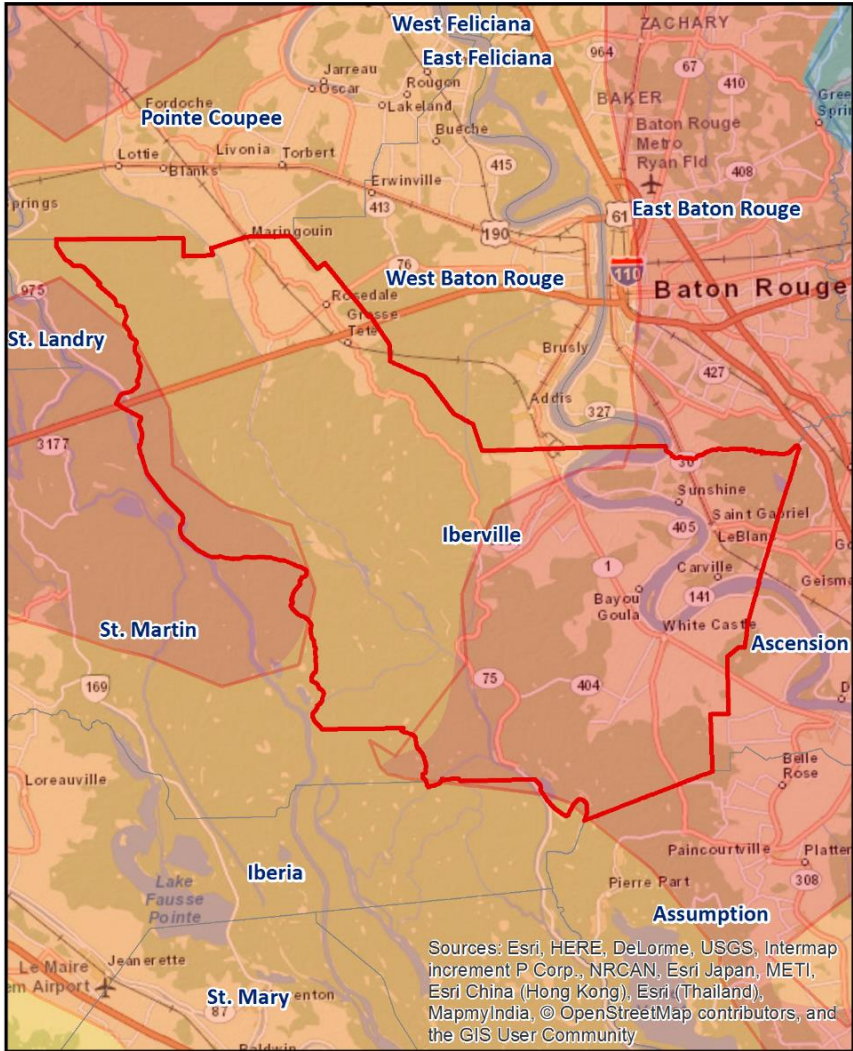 West Feliciana
ZACHARY
East Feliciana
964
67
Jarreau
Oscar
Rougon
410
Fordoche
Lakeland
BAKER
Pointe Coupee
Bueche
Baton Rouge
Metro
Ryan Fld
Lottie
Livonia
Torbert
Blanks
415
408
Erwinville
413
61
East Baton Rouge
190
Maringouin
76
West Baton Rouge
110
975
Rosedale
Baton Rouge
Grosse
Tete
St. Landry
Brusly
427
Addis
327
3177
30
Sunshine
Saint Gabriel
405
Iberville
LeBlanc
1
Carville
Geismar
Bayou
Goula
141
White Castle
St. Martin
Ascension
75
404
169
Belle
Rose
Loreauville
Paincourtville
308
Iberia
Lake
Fausse
Pointe
Pierre Part
Assumption
Le Maire
Jeanerette
em Airport
St. Mary
87
Sources: Esri, HERE, DeLorme, USGS, Intermap
increment P Corp., NRCAN, Esri Japan, METI,
Esri China (Hong Kong), Esri (Thailand),
MapmyIndia, © OpenStreetMap contributors, and
the GIS User Community